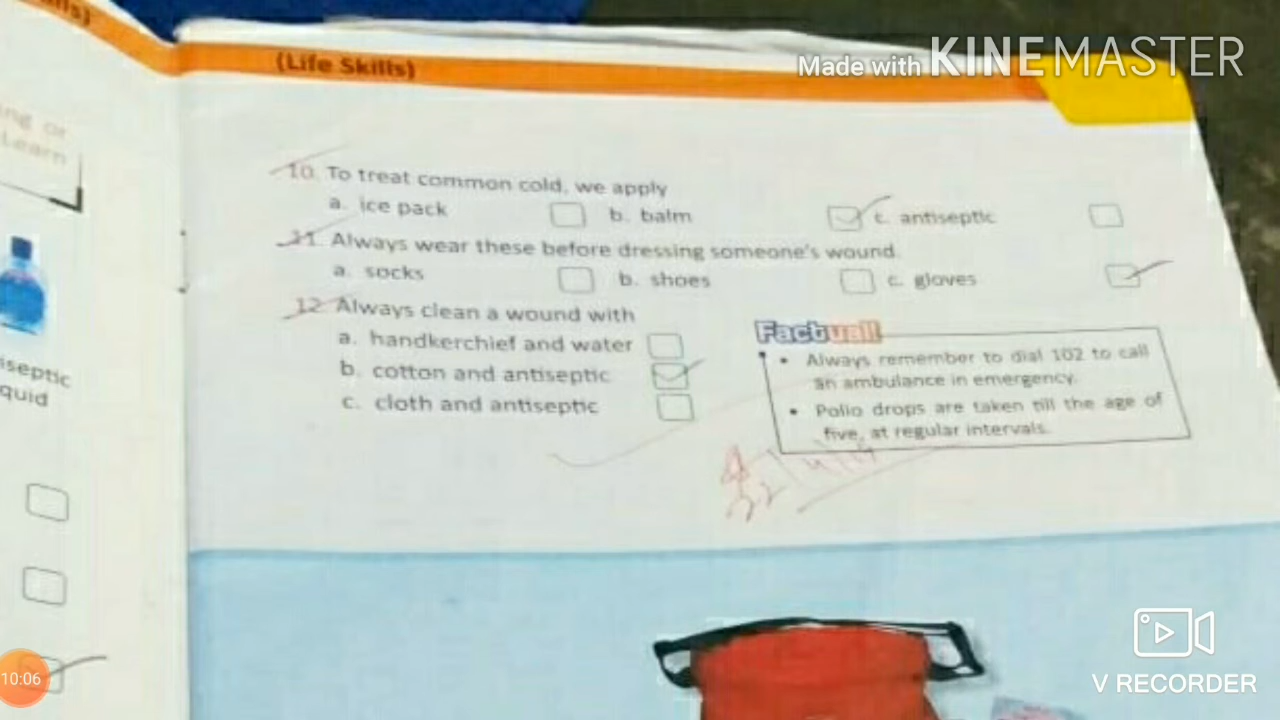 (Life Skills)
Made with KINEMASTER
ing or
Learn
10. To treat common cold, we apply
a. ice pack b. balm c. antiseptic
11. Always wear these before dressing someone's wound.
a. socks b. shoes c. gloves
12. Always clean a wound with
a. handkerchief and water
b. cotton and antiseptic
c. cloth and antiseptic
Factual!
• Always remember to dial 102 to call
an ambulance in emergency.
• Polio drops are taken till the age of
five, at regular intervals.
iseptic
quid
10:06
V RECORDER